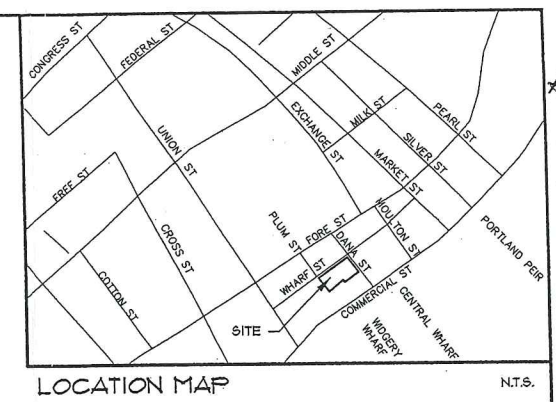 CONGRESS ST
FEDERAL ST
MIDDLE ST
EXCHANGE ST
MILK ST
PEARL ST
SILVER ST
MARKET ST
UNION ST
FREE ST
CROSS ST
COTTON ST
PLUM ST
FORE ST
DANA ST
MOULTON ST
WHARF ST
COMMERCIAL ST
PORTLAND PEIR
CENTRAL WHARF
WIDGERY
WHARF
SITE
LOCATION MAP
N.T.S.